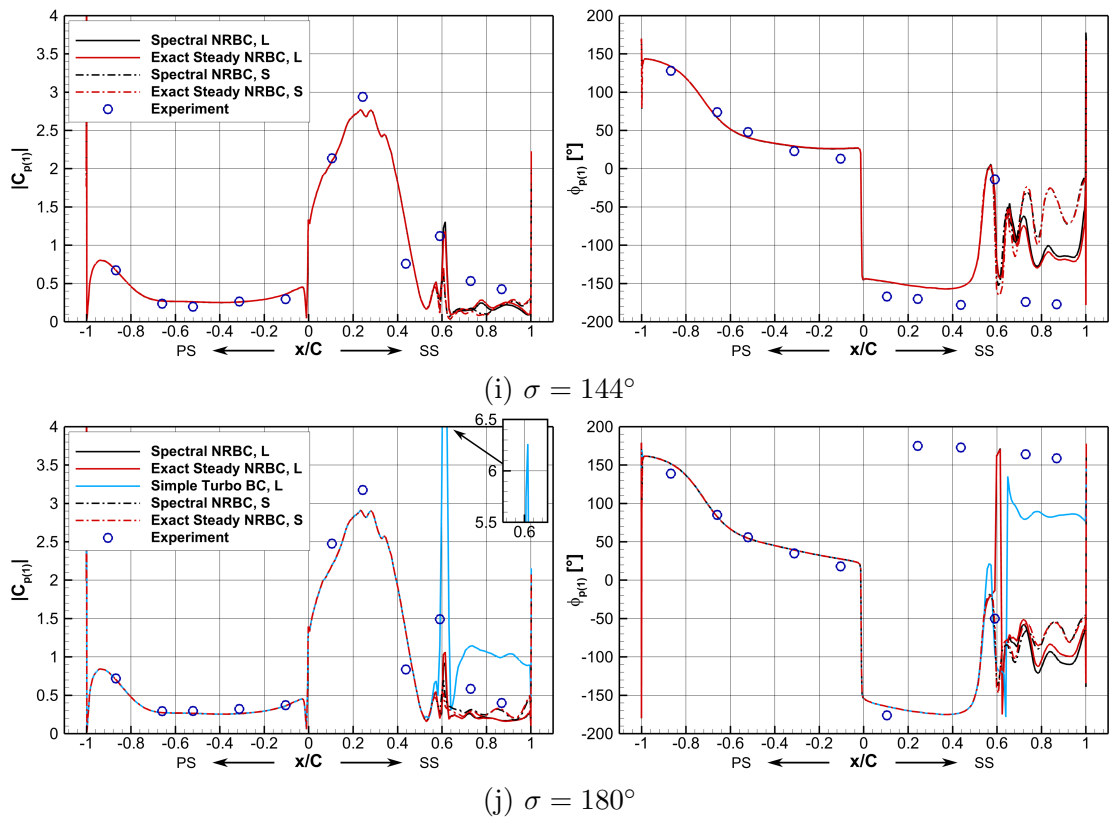 4
3
2
1.5
1
0.5
0
|Cp(1)|
Spectral NRBC, L
Exact Steady NRBC, L
Spectral NRBC, S
Exact Steady NRBC, S
Experiment
-1 -0.8 -0.6 -0.4 -0.2 0 0.2 0.4 0.6 0.8 1
PS x/C SS
200
150
100
50
0
-50
-100
-150
-200
ϕp(1) [°]
-1 -0.8 -0.6 -0.4 -0.2 0 0.2 0.4 0.6 0.8 1
PS x/C SS
(i) σ = 144°
4
3.5
3
2.5
2
1.5
1
0.5
0
|Cp(1)|
Spectral NRBC, L
Exact Steady NRBC, L
Simple Turbo BC, L
Spectral NRBC, S
Exact Steady NRBC, S
Experiment
6.5
6
5.5
0.6
-1 -0.8 -0.6 -0.4 -0.2 0 0.2 0.4 0.6 0.8 1
PS x/C SS
200
150
100
50
0
-50
-100
-150
-200
ϕp(1) [°]
-1 -0.8 -0.6 -0.4 -0.2 0 0.2 0.4 0.6 0.8 1
PS x/C SS
(j) σ = 180°